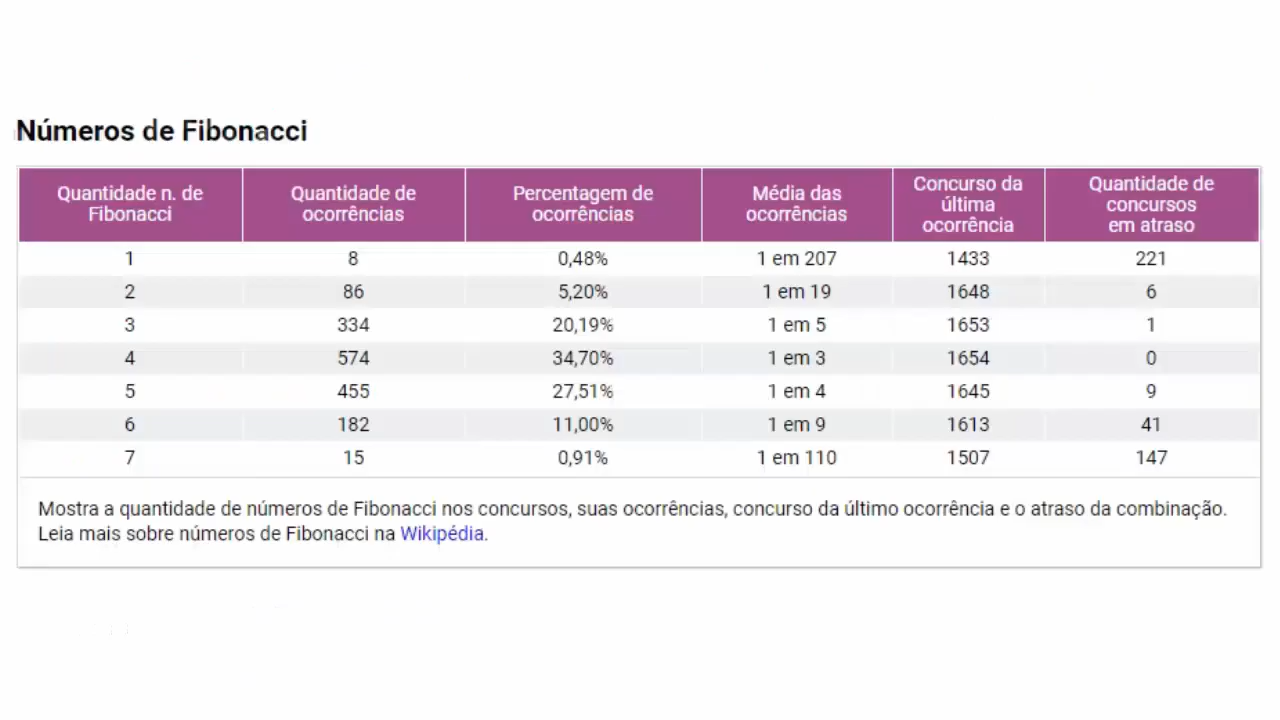 Números de Fibonacci
Quantidade n. de Fibonacci Quantidade de ocorrências Percentagem de ocorrências Média das ocorrências Concurso da última ocorrência Quantidade de concursos em atraso
1 8 0,48% 1 em 207 1433 221
2 86 5,20% 1 em 19 1648 6
3 334 20,19% 1 em 5 1653 1
4 574 34,70% 1 em 3 1654 0
5 455 27,51% 1 em 4 1645 9
6 182 11,00% 1 em 9 1613 41
7 15 0,91% 1 em 110 1507 147
Mostra a quantidade de números de Fibonacci nos concursos, suas ocorrências, concurso da último ocorrência e o atraso da combinação.
Leia mais sobre números de Fibonacci na Wikipédia.